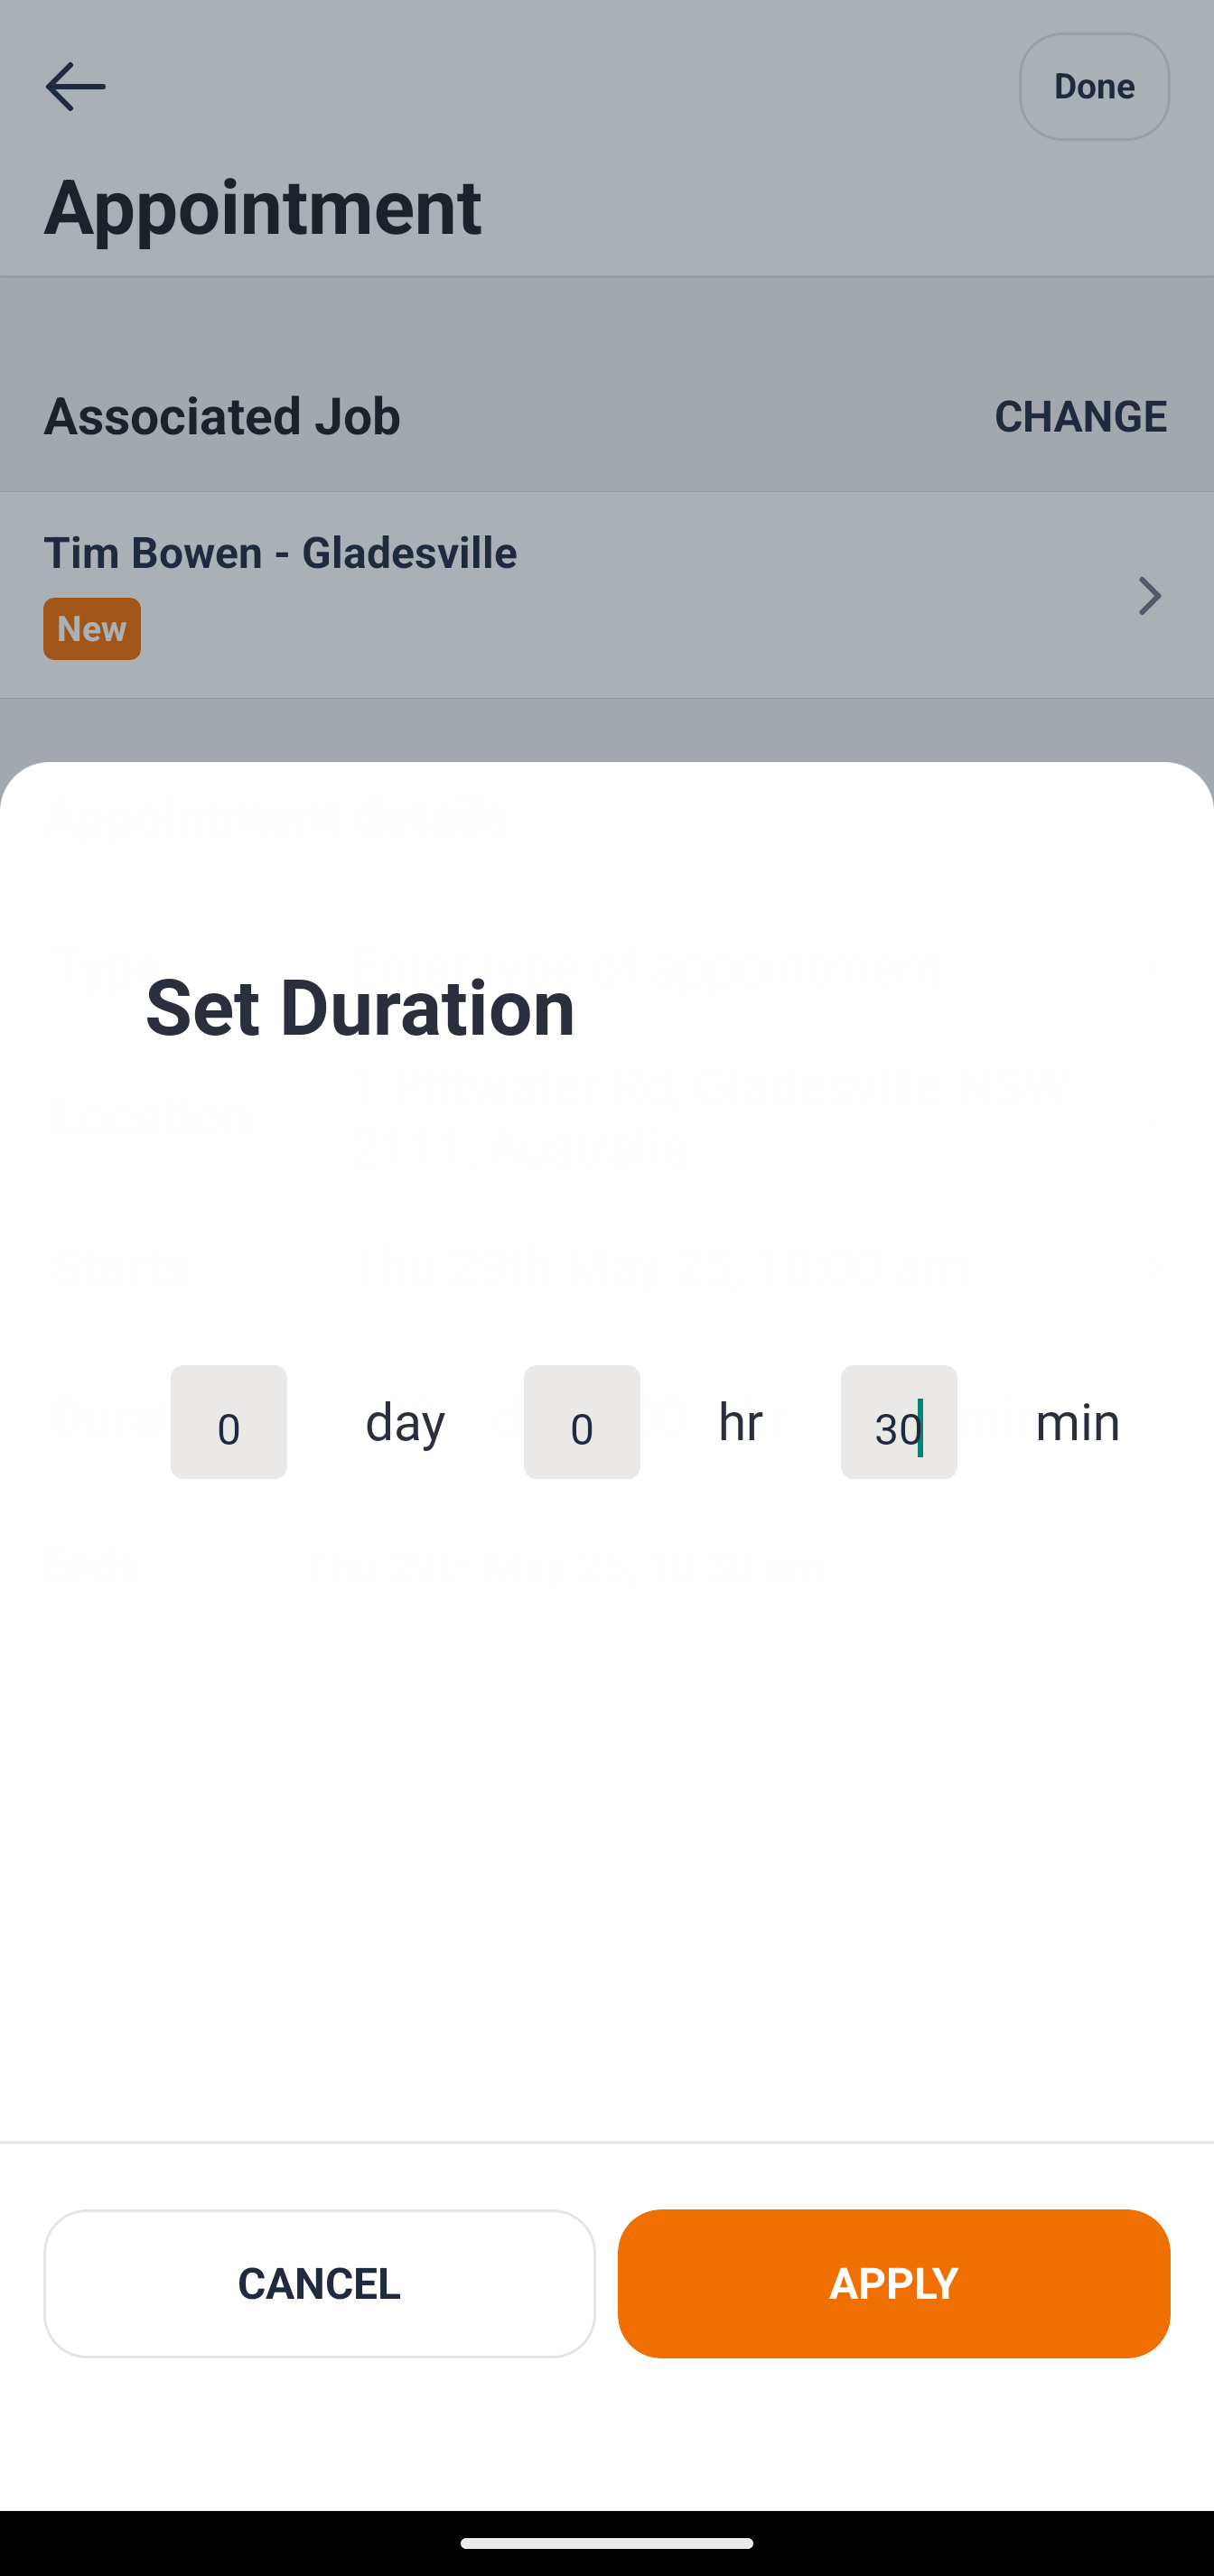 Done
Appointment
Associated Job CHANGE
Tim Bowen - Gladesville
New
Set Duration
0 day 0 hr 30 min
CANCEL APPLY